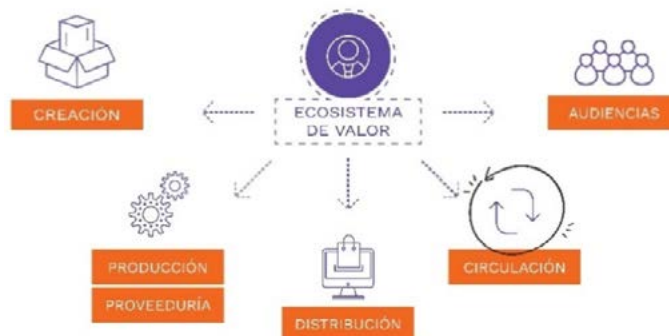 ECOSISTEMA
DE VALOR
CREACIÓN
AUDIENCIAS
PRODUCCIÓN
PROVEEDURÍA
DISTRIBUCIÓN
CIRCULACIÓN